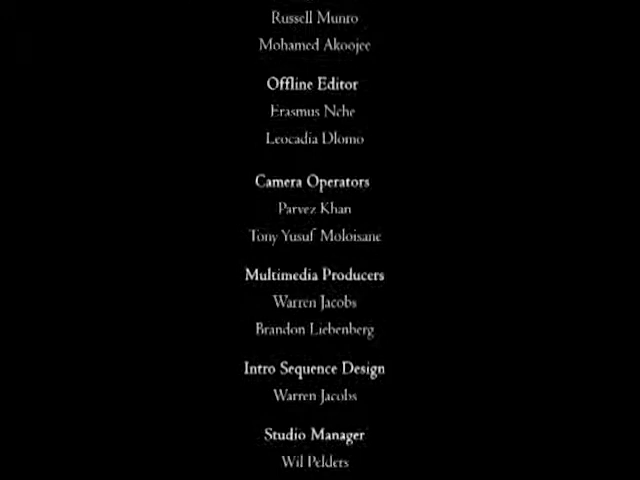 Russell Munro
Mohamed Akoojee
Offline Editor
Erasmus Nche
Leocadia Dlomo
Camera Operators
Parvez Khan
Tony Yusuf Moloisane
Multimedia Producers
Warren Jacobs
Brandon Liebenberg
Intro Sequence Design
Warren Jacobs
Studio Manager
Wil Pelders